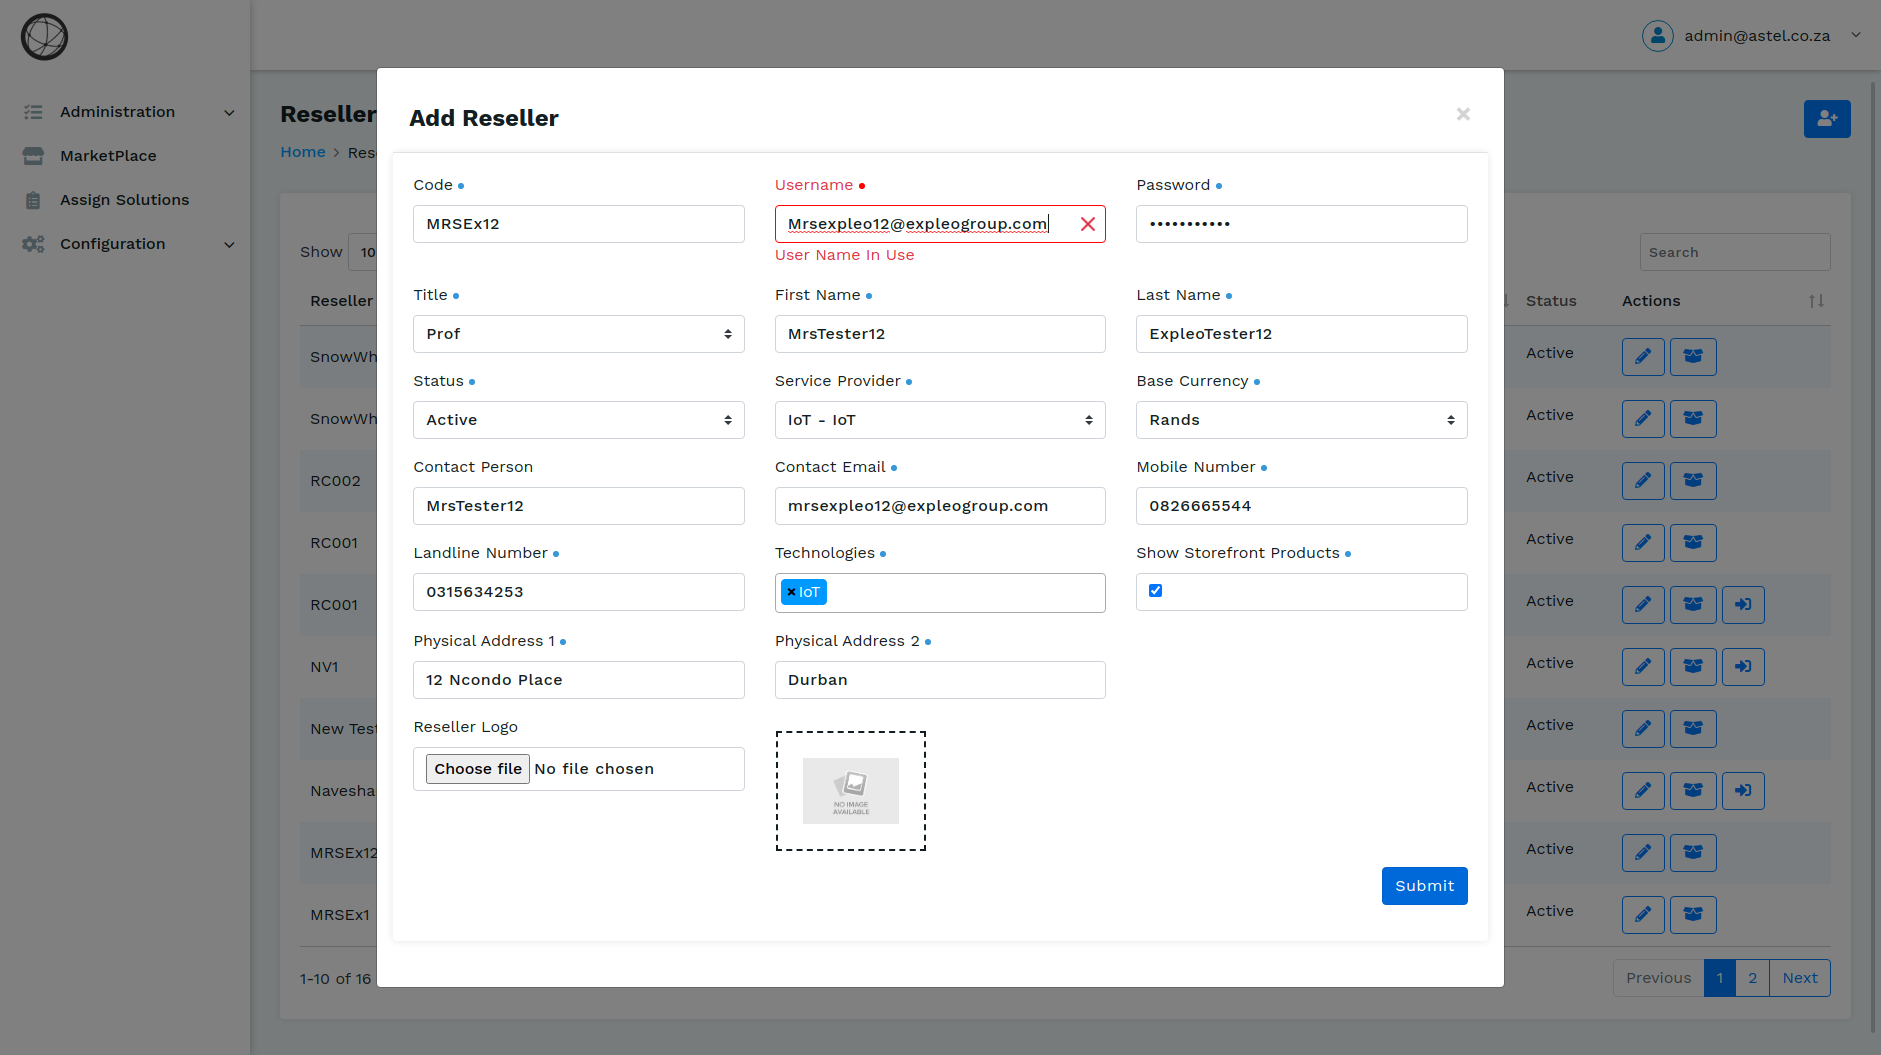 admin@astel.co.za
Administration
MarketPlace
Assign Solutions
Configuration
Reseller
Home > Res
Show 10
Search
Reseller
Status
Actions
SnowWh
Active
SnowWh
Active
RC002
Active
RC001
Active
RC001
Active
NV1
Active
New Test
Active
Navesha
Active
MRSEx12
Active
MRSEx1
Active
1-10 of 16
Previous 1 2 Next
Add Reseller
×
Code
Username
Password
MRSEx12
Mrsexpleo12@expleogroup.com
•••••••••••
User Name In Use
Title
First Name
Last Name
Prof
MrsTester12
ExpleoTester12
Status
Service Provider
Base Currency
Active
IoT - IoT
Rands
Contact Person
Contact Email
Mobile Number
MrsTester12
mrsexpleo12@expleogroup.com
0826665544
Landline Number
Technologies
Show Storefront Products
0315634253
×IoT
Physical Address 1
Physical Address 2
12 Ncondo Place
Durban
Reseller Logo
Choose file No file chosen
NO IMAGE
AVAILABLE
Submit